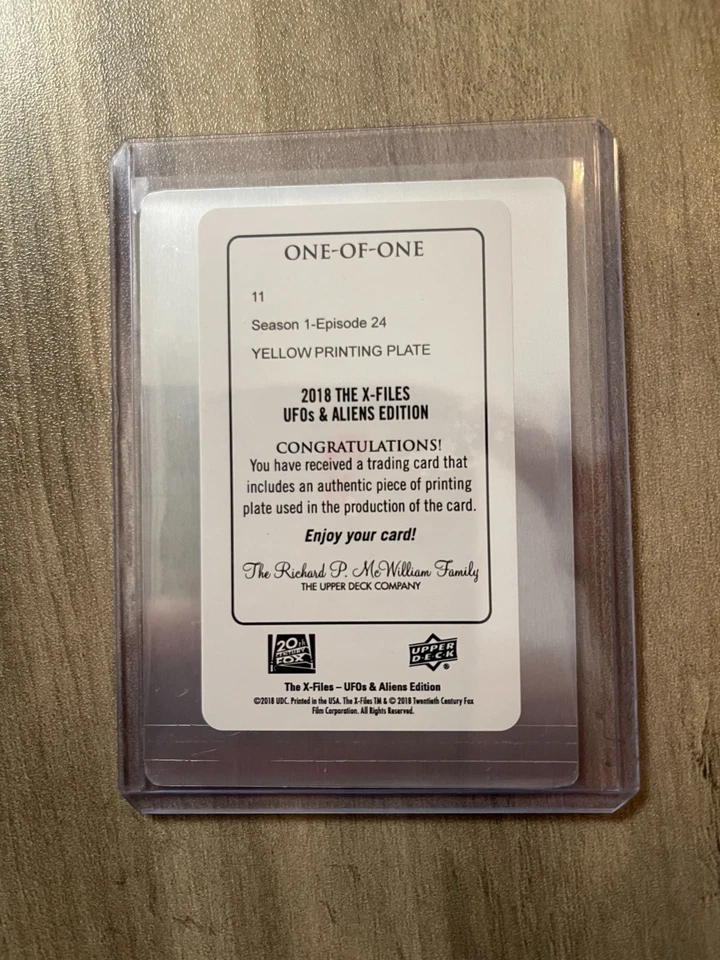 ONE-OF-ONE
11
Season 1-Episode 24
YELLOW PRINTING PLATE
2018 THE X-FILES
UFOs & ALIENS EDITION
CONGRATULATIONS!
You have received a trading card that
includes an authentic piece of printing
plate used in the production of the card.
Enjoy your card!
The Richard P. McWilliam Family
THE UPPER DECK COMPANY
20th
CENTURY
FOX
UPPER
D·E·C·K
®
The X-Files – UFOs & Aliens Edition
©2018 UDC. Printed in the USA. The X-Files TM & © 2018 Twentieth Century Fox
Film Corporation. All Rights Reserved.